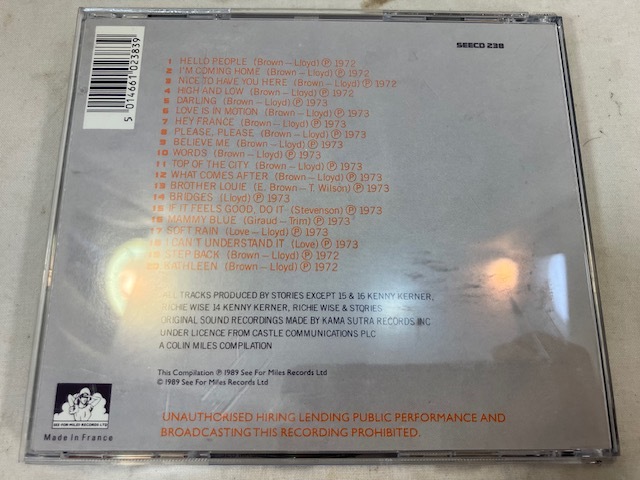 SEECD 238
5 014661 023839
1 HELLO PEOPLE (Brown—Lloyd) Ⓟ 1972
2 I'M COMING HOME (Brown—Lloyd) Ⓟ 1972
3 NICE TO HAVE YOU HERE (Brown—Lloyd) Ⓟ 1972
4 HIGH AND LOW (Brown—Lloyd) Ⓟ 1972
5 DARLING (Brown—Lloyd) Ⓟ 1973
6 LOVE IS IN MOTION (Brown—Lloyd) Ⓟ 1973
7 HEY FRANCE (Brown—Lloyd) Ⓟ 1973
8 PLEASE, PLEASE (Brown—Lloyd) Ⓟ 1973
9 BELIEVE ME (Brown—Lloyd) Ⓟ 1973
10 WORDS (Brown—Lloyd) Ⓟ 1973
11 TOP OF THE CITY (Brown—Lloyd) Ⓟ 1973
12 WHAT COMES AFTER (Brown—Lloyd) Ⓟ 1973
13 BROTHER LOUIE (E. Brown—T. Wilson) Ⓟ 1973
14 BRIDGES (Lloyd) Ⓟ 1973
15 IF IT FEELS GOOD, DO IT (Stevenson) Ⓟ 1973
16 MAMMY BLUE (Giraud—Trim) Ⓟ 1973
17 SOFT RAIN (Love—Lloyd) Ⓟ 1973
18 I CAN'T UNDERSTAND IT (Love) Ⓟ 1973
19 STEP BACK (Brown—Lloyd) Ⓟ 1972
20 KATHLEEN (Brown—Lloyd) Ⓟ 1972
ALL TRACKS PRODUCED BY STORIES EXCEPT 15 & 16 KENNY KERNER,
RICHIE WISE 14 KENNY KERNER, RICHIE WISE & STORIES
ORIGINAL SOUND RECORDINGS MADE BY KAMA SUTRA RECORDS INC
UNDER LICENCE FROM CASTLE COMMUNICATIONS PLC
A COLIN MILES COMPILATION
This Compilation Ⓟ 1989 See For Miles Records Ltd
© 1989 See For Miles Records Ltd
SEE FOR MILES RECORDS LTD
Made In France
UNAUTHORISED HIRING LENDING PUBLIC PERFORMANCE AND
BROADCASTING THIS RECORDING PROHIBITED.